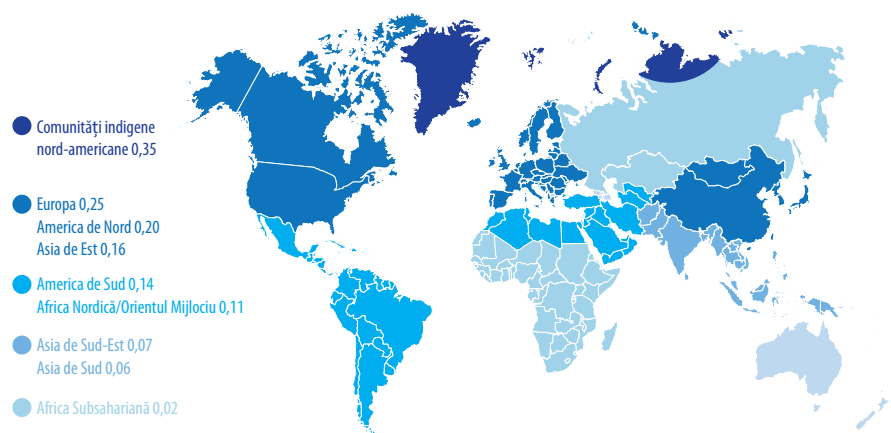 Comunități indigene
nord-americane 0,35
Europa 0,25
America de Nord 0,20
Asia de Est 0,16
America de Sud 0,14
Africa Nordică/Orientul Mijlociu 0,11
Asia de Sud-Est 0,07
Asia de Sud 0,06
Africa Subsahariană 0,02